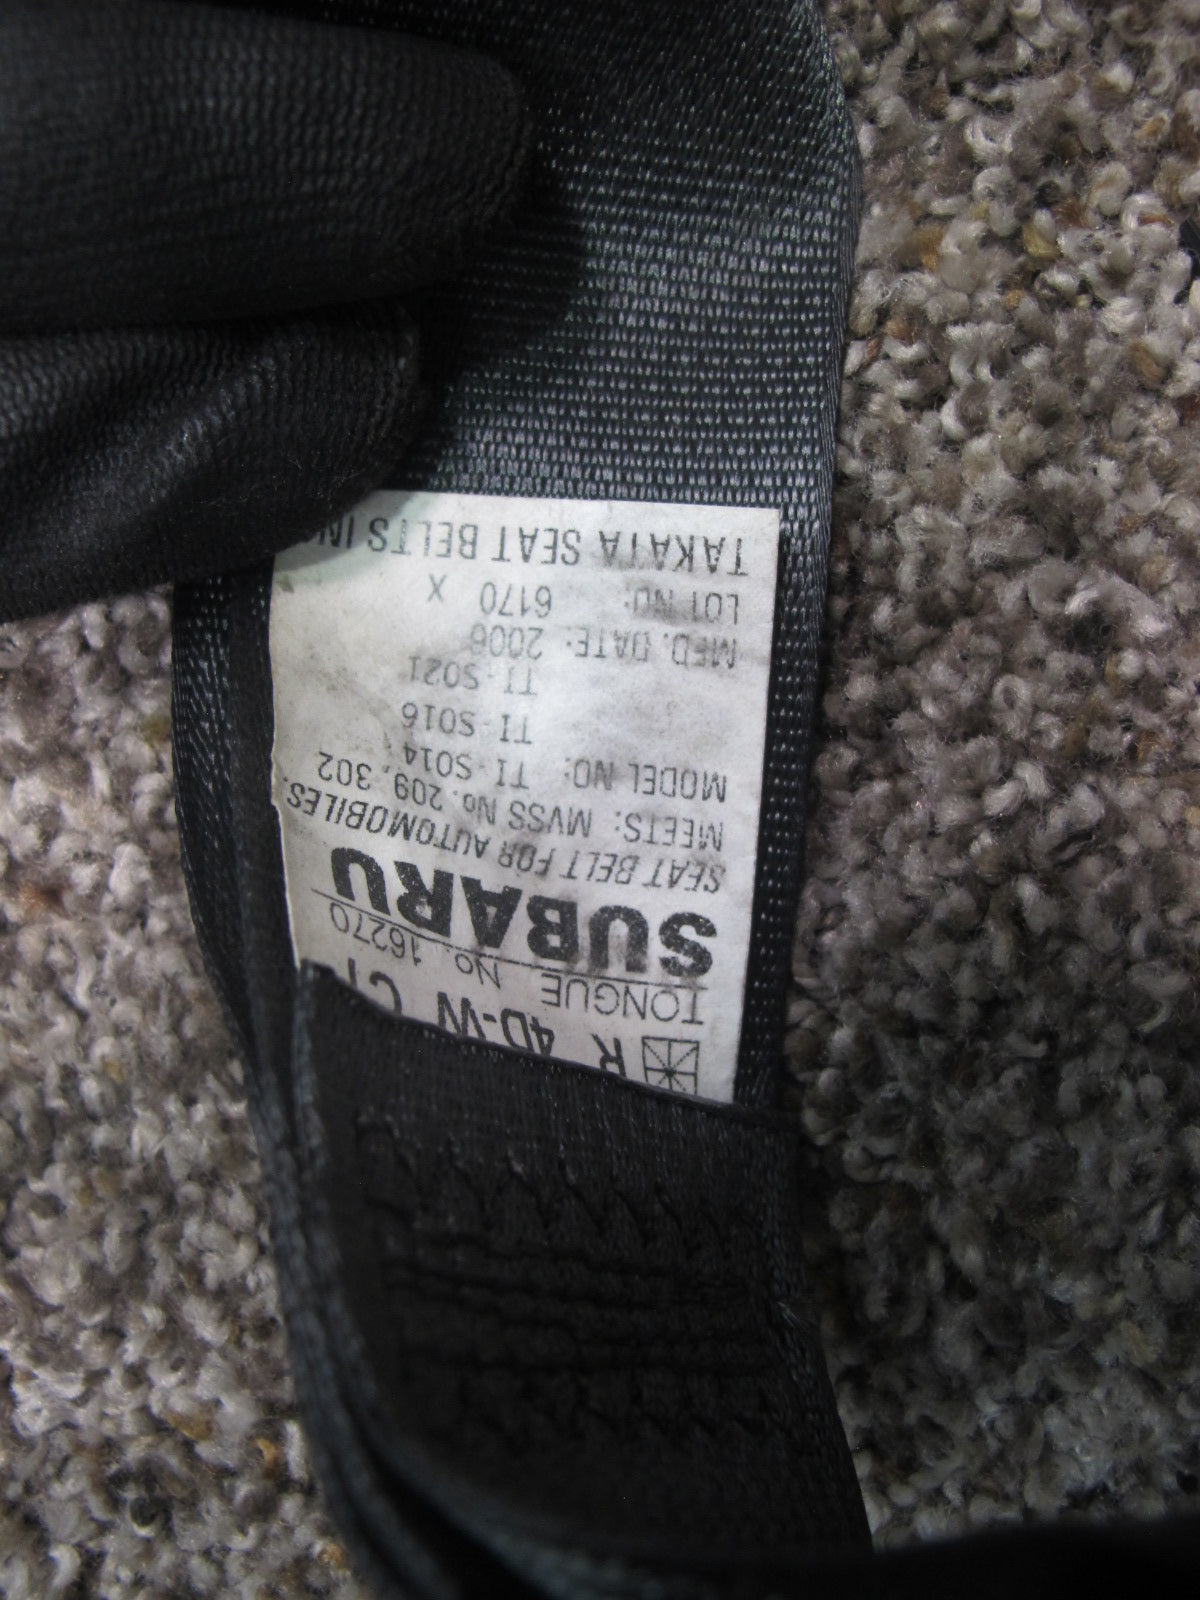 R 4D-W
TONGUE No. 16270
SUBARU
SEAT BELT FOR AUTOMOBILES.
MEETS: MVSS No. 209, 302
MODEL NO: TI-S014
TI-S016
TI-S021
MFD. DATE: 2006
LOT NO: 6170 X
TAKATA SEAT BELTS